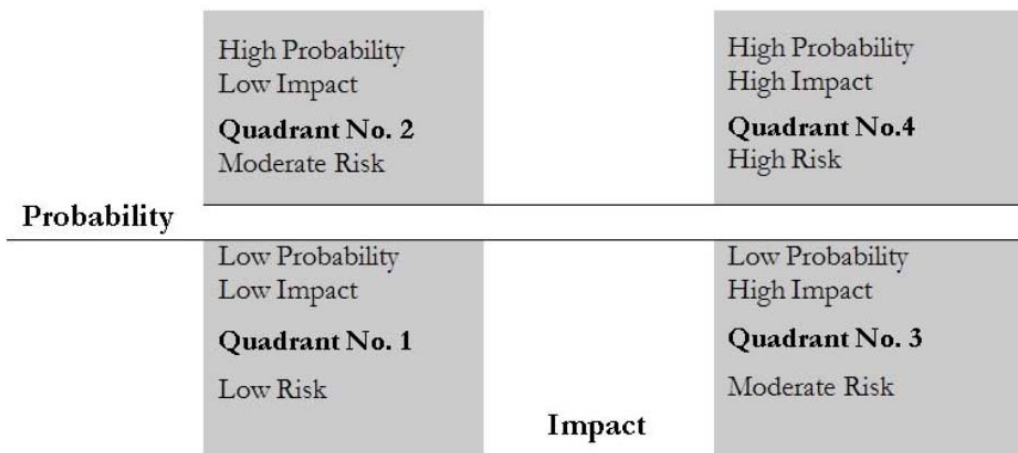 High Probability
Low Impact
Quadrant No. 2
Moderate Risk
High Probability
High Impact
Quadrant No.4
High Risk
Probability
Low Probability
Low Impact
Quadrant No. 1
Low Risk
Low Probability
High Impact
Quadrant No. 3
Moderate Risk
Impact